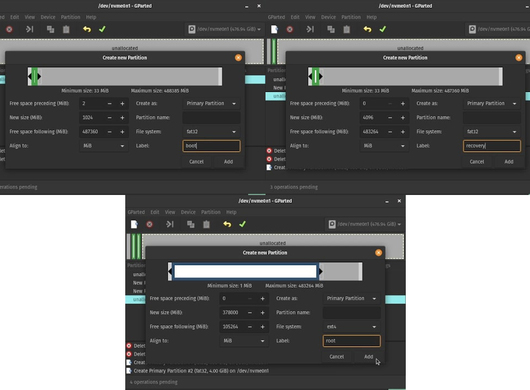 /dev/nvme0n1 - GParted
Edit View Device Partition Help
/dev/nvme0n1 (476.94 GiB)
unallocated
Create new Partition
Minimum size: 33 MiB Maximum size: 488385 MiB
Free space preceding (MiB): 2 - + Create as: Primary Partition
New size (MiB): 1024 - + Partition name:
Free space following (MiB): 487360 - + File system: fat32
Align to: MiB Label: boot
Cancel Add
operations pending
/dev/nvme0n1 - GParted
GParted Edit View Device Partition Help
/dev/nvme0n1 (476.94 GiB)
unallocated
Create new Partition
Minimum size: 33 MiB Maximum size: 487360 MiB
Free space preceding (MiB): 0 - + Create as: Primary Partition
New size (MiB): 4096 - + Partition name:
Free space following (MiB): 483264 - + File system: fat32
Align to: MiB Label: recovery
Cancel Add
3 operations pending
/dev/nvme0n1 - GParted
GParted Edit View Device Partition Help
/dev/nvme0n1 (476.94 GiB)
unallocated
Create new Partition
Minimum size: 1 MiB Maximum size: 483264 MiB
Free space preceding (MiB): 0 - + Create as: Primary Partition
New size (MiB): 378000 - + Partition name:
Free space following (MiB): 105264 - + File system: ext4
Align to: MiB Label: root
Cancel Add
Create Primary Partition #2 (fat32, 4.00 GiB) on /dev/nvme0n1
4 operations pending